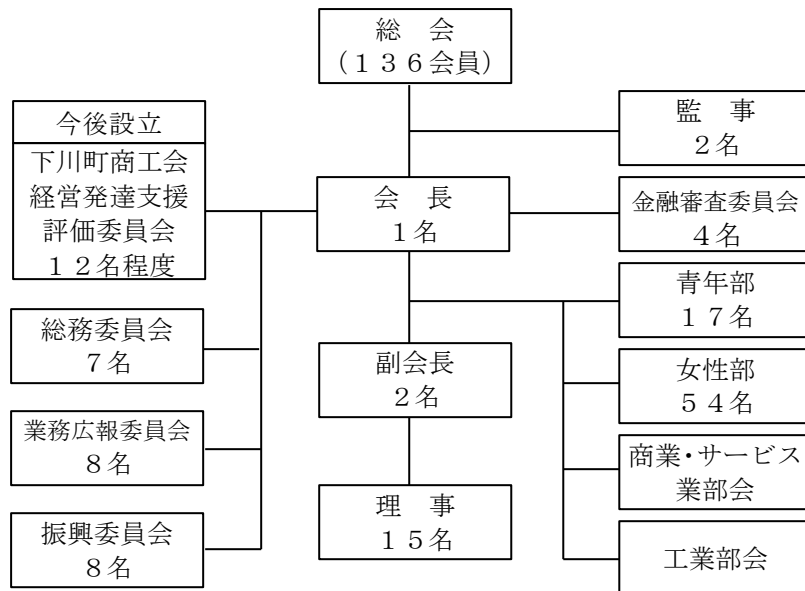 総　会
（１３６会員）
監　事
２名
今後設立
下川町商工会
経営発達支援
評価委員会
１２名程度
会　長
１名
金融審査委員会
４名
青年部
１７名
総務委員会
７名
副会長
２名
女性部
５４名
業務広報委員会
８名
商業・サービス
業部会
理　事
１５名
振興委員会
８名
工業部会